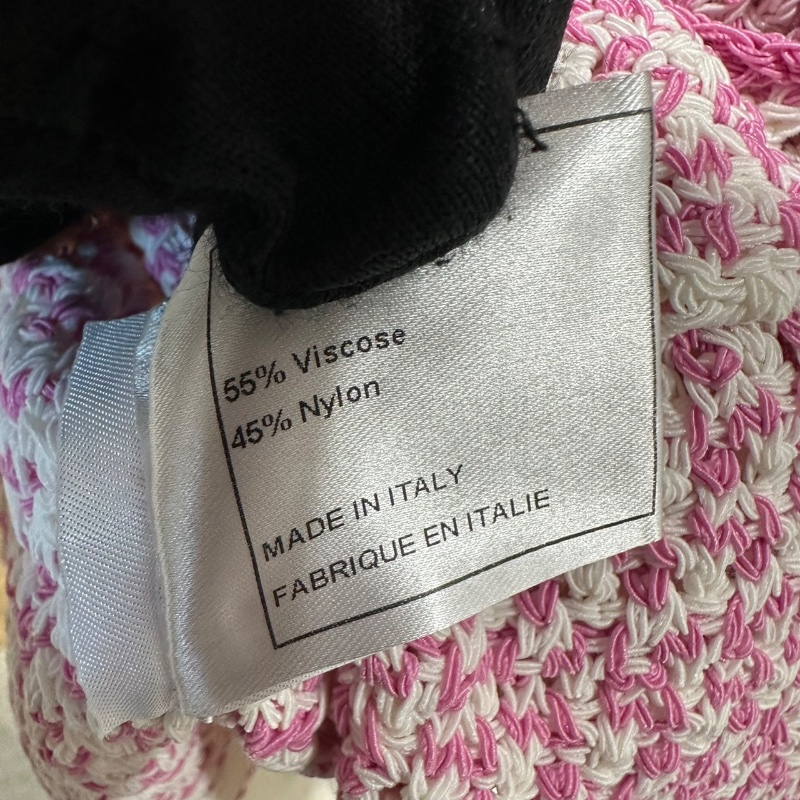 55% Viscose
45% Nylon
MADE IN ITALY
FABRIQUE EN ITALIE